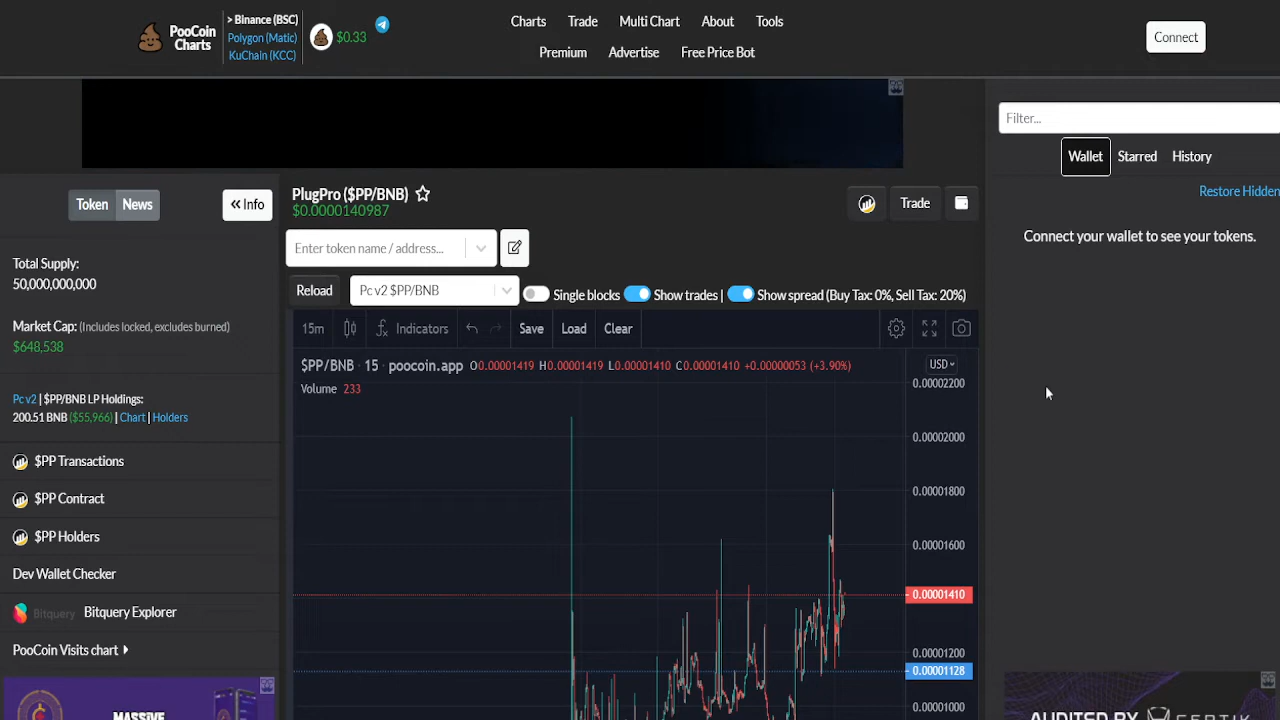 PooCoin
Charts
> Binance (BSC)
Polygon (Matic)
KuChain (KCC)
$0.33
Charts
Trade
Multi Chart
About
Tools
Premium
Advertise
Free Price Bot
Connect
Token
News
Info
Total Supply:
50,000,000,000
Market Cap: (Includes locked, excludes burned)
$648,538
Pc v2 | $PP/BNB LP Holdings:
200.51 BNB ($55,966) | Chart | Holders
$PP Transactions
$PP Contract
$PP Holders
Dev Wallet Checker
Bitquery Bitquery Explorer
PooCoin Visits chart
MASSIVE
PlugPro ($PP/BNB)
$0.0000140987
Trade
Enter token name / address...
Reload
Pc v2 $PP/BNB
Single blocks
Show trades |
Show spread (Buy Tax: 0%, Sell Tax: 20%)
15m
Indicators
Save
Load
Clear
$PP/BNB · 15 · poocoin.app O0.00001419 H0.00001419 L0.00001410 C0.00001410 +0.00000053 (+3.90%)
Volume 233
USD
0.00002200
0.00002000
0.00001800
0.00001600
0.00001410
0.00001200
0.00001128
0.00001000
Filter...
Wallet
Starred
History
Restore Hidden
Connect your wallet to see your tokens.
AUDITED BY CERTIK